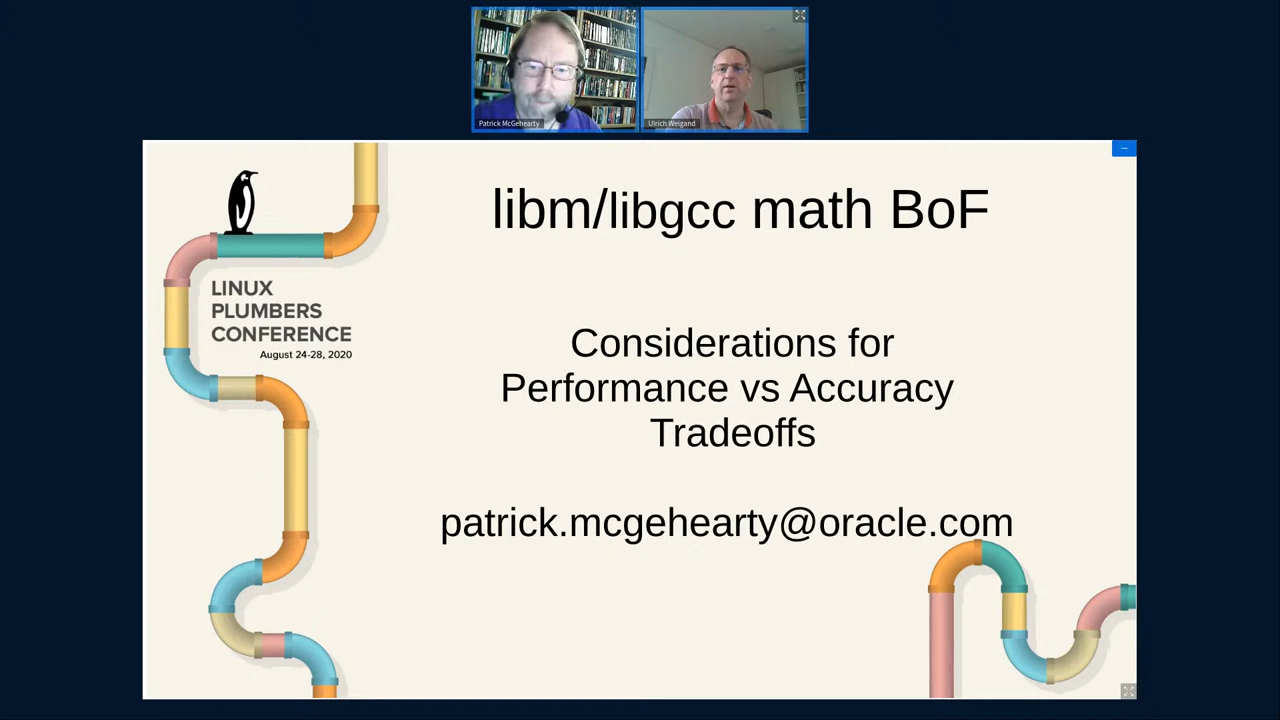 Patrick McGehearty
Ulrich Weigand
libm/libgcc math BoF
LINUX
PLUMBERS
CONFERENCE
August 24-28, 2020
Considerations for
Performance vs Accuracy
Tradeoffs
patrick.mcgehearty@oracle.com